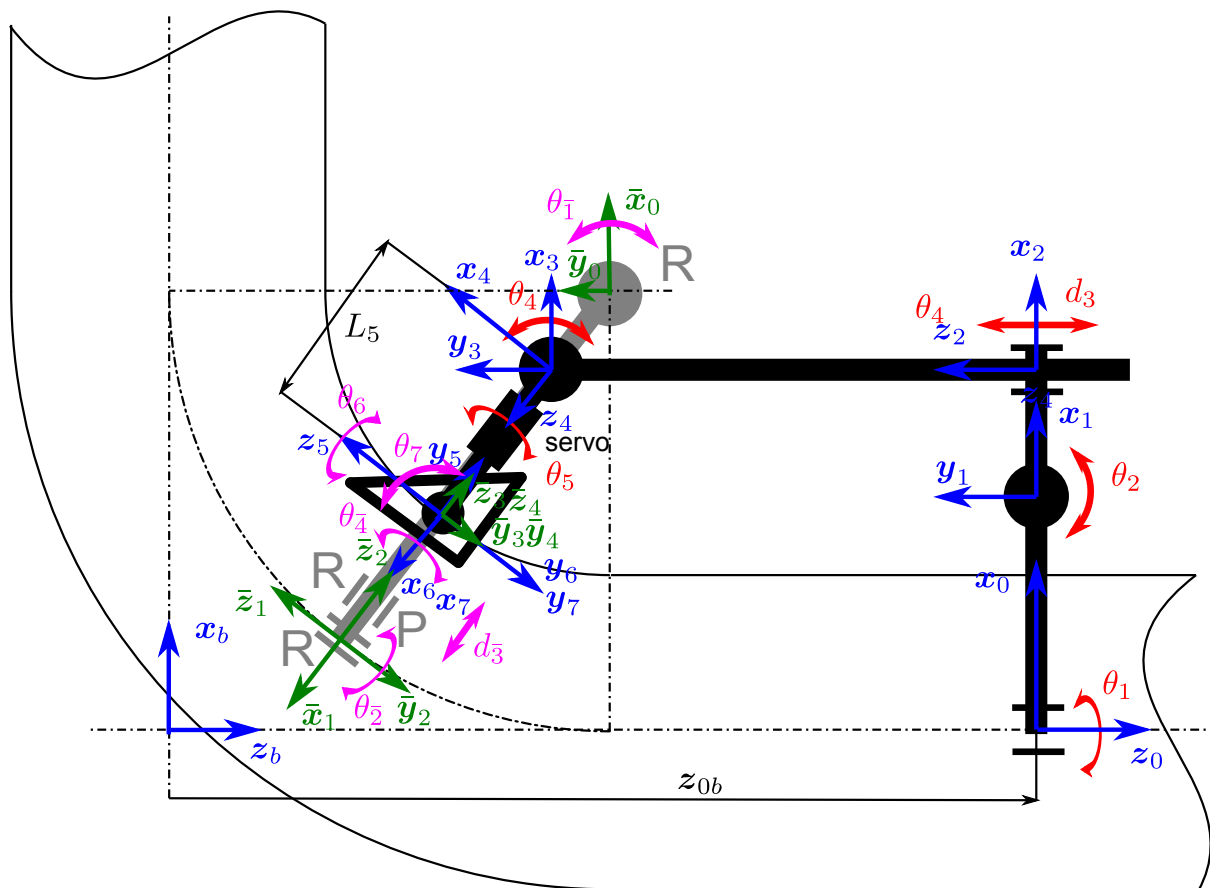 θ_1̄
x̄_0
R
x_3
x_2
x_4
ȳ_0
θ_4
d_3
θ_4
L_5
y_3
z_2
z_4
x_1
θ_6
z_4
z_5
θ_7
y_5
servo
θ_5
y_1
θ_2
z̄_3 z̄_4
θ_4̄
ȳ_3 ȳ_4
z̄_2
R
y_6
x_6
x_7
y_7
x_0
z̄_1
P
x_b
R
d_3̄
θ_2̄
ȳ_2
x̄_1
θ_1
z_b
z_0
z_0b